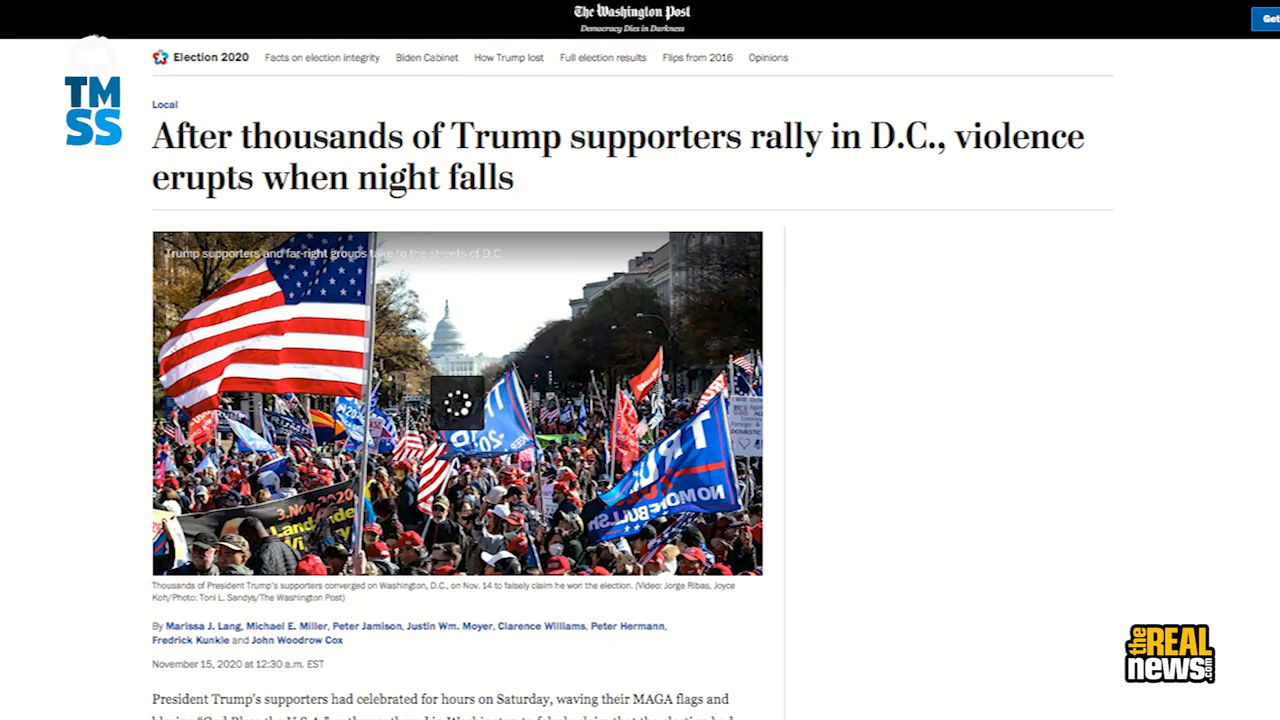 The Washington Post
Democracy Dies in Darkness
Get
Election 2020 Facts on election integrity Biden Cabinet How Trump lost Full election results Flips from 2016 Opinions
TM
SS
Local
After thousands of Trump supporters rally in D.C., violence
erupts when night falls
Trump supporters and far-right groups take to the streets of D.C.
3.Nov.2020
Landslide
TRUMP
NO MORE BULLSH
Thousands of President Trump's supporters converged on Washington, D.C., on Nov. 14 to falsely claim he won the election. (Video: Jorge Ribas, Joyce
Koh/Photo: Toni L. Sandys/The Washington Post)
By Marissa J. Lang, Michael E. Miller, Peter Jamison, Justin Wm. Moyer, Clarence Williams, Peter Hermann,
Fredrick Kunkle and John Woodrow Cox
November 15, 2020 at 12:30 a.m. EST
President Trump's supporters had celebrated for hours on Saturday, waving their MAGA flags and
the REAL
news.com